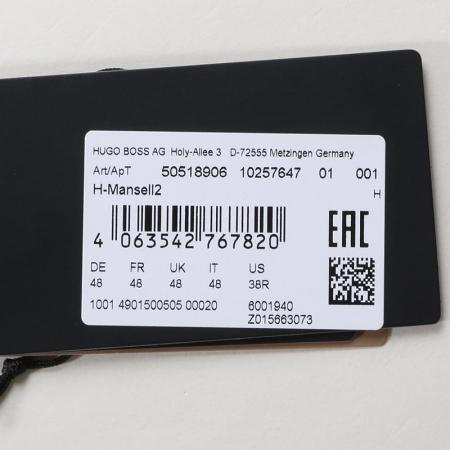 HUGO BOSS AG Holy-Allee 3 D-72555 Metzingen Germany
Art/ApT 50518906 10257647 01 001
H-Mansell2 H
4 063542 767820 EAC
DE FR UK IT US
48 48 48 48 38R
1001 4901500505 00020 6001940
Z015663073